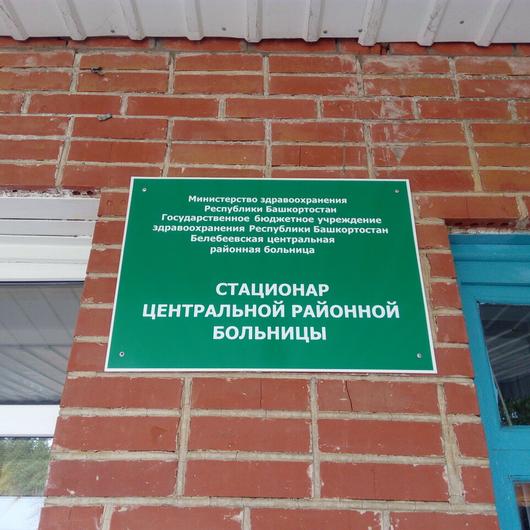 Министерство здравоохранения
Республики Башкортостан
Государственное бюджетное учреждение
здравоохранения Республики Башкортостан
Белебеевская центральная
районная больница
СТАЦИОНАР
ЦЕНТРАЛЬНОЙ РАЙОННОЙ
БОЛЬНИЦЫ